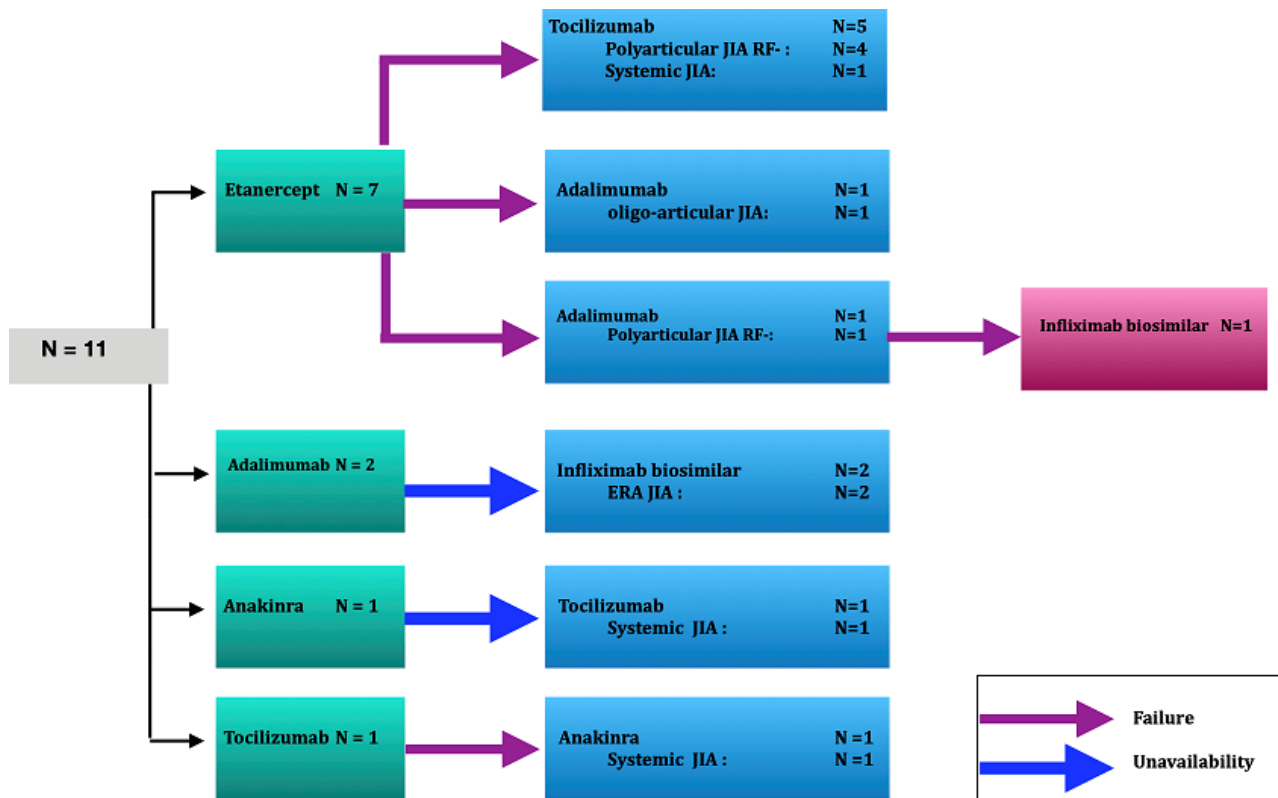 Tocilizumab N=5
Polyarticular JIA RF- : N=4
Systemic JIA: N=1
Etanercept N = 7
Adalimumab N=1
oligo-articular JIA: N=1
Adalimumab N=1
Polyarticular JIA RF-: N=1
Infliximab biosimilar N=1
N = 11
Adalimumab N = 2
Infliximab biosimilar N=2
ERA JIA : N=2
Anakinra N = 1
Tocilizumab N=1
Systemic JIA : N=1
Tocilizumab N = 1
Anakinra N =1
Systemic JIA : N =1
Failure
Unavailability